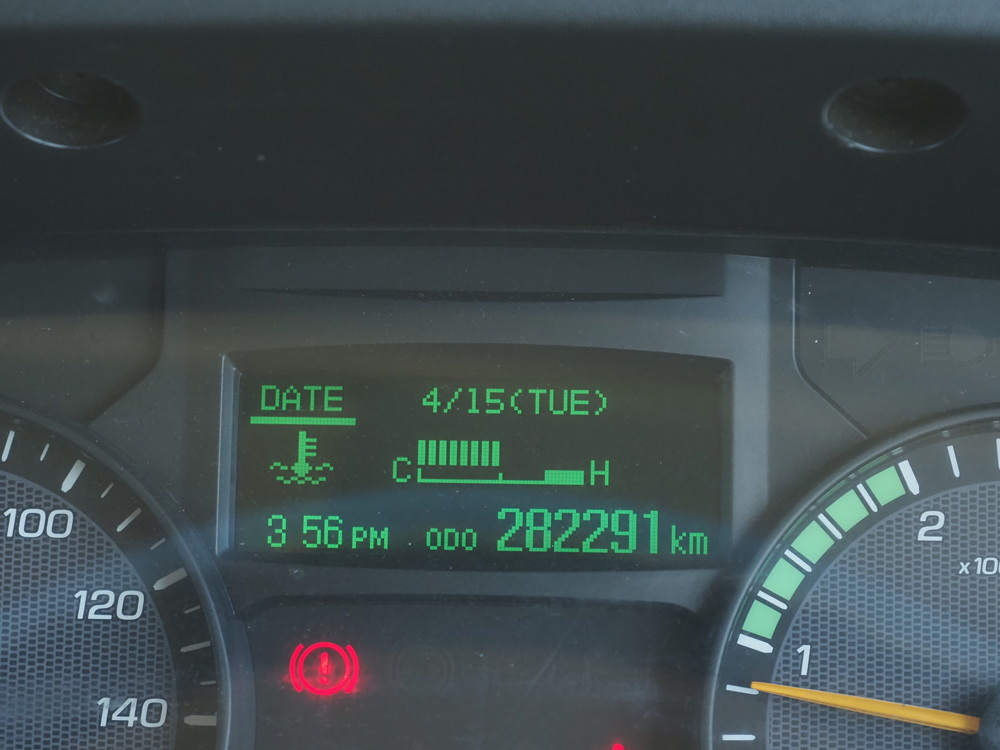 DATE 4/15(TUE)
C H
3 56 PM ODO 282291 km
100
120
140
2
1